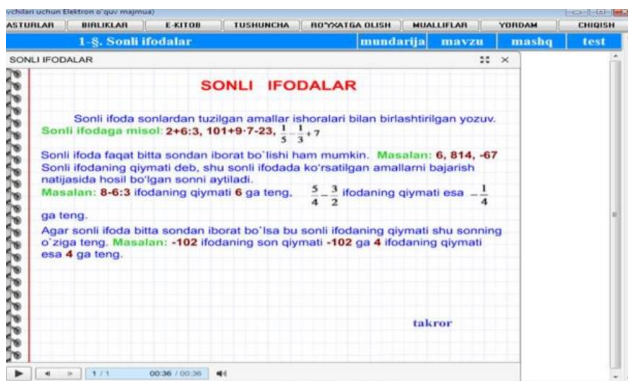 vchilari uchun Elektron o'quv majmua)
ASTURLAR BIRLIKLAR E-KITOB TUSHUNCHA RO'YXATGA OLISH MUALLIFLAR YORDAM CHIQISH
1-§. Sonli ifodalar mundarija mavzu mashq test
SONLI IFODALAR
SONLI IFODALAR
Sonli ifoda sonlardan tuzilgan amallar ishoralari bilan birlashtirilgan yozuv.
Sonli ifodaga misol: 2+6:3, 101+9·7-23, 1/5 - 1/3 + 7
Sonli ifoda faqat bitta sondan iborat bo`lishi ham mumkin. Masalan: 6, 814, -67
Sonli ifodaning qiymati deb, shu sonli ifodada ko'rsatilgan amallarni bajarish
natijasida hosil bo'lgan sonni aytiladi.
Masalan: 8-6:3 ifodaning qiymati 6 ga teng, 5/4 - 3/2 ifodaning qiymati esa -1/4
ga teng.
Agar sonli ifoda bitta sondan iborat bo`lsa bu sonli ifodaning qiymati shu sonning
o`ziga teng. Masalan: -102 ifodaning son qiymati -102 ga 4 ifodaning qiymati
esa 4 ga teng.
takror
1 / 1 00:36 / 00:36